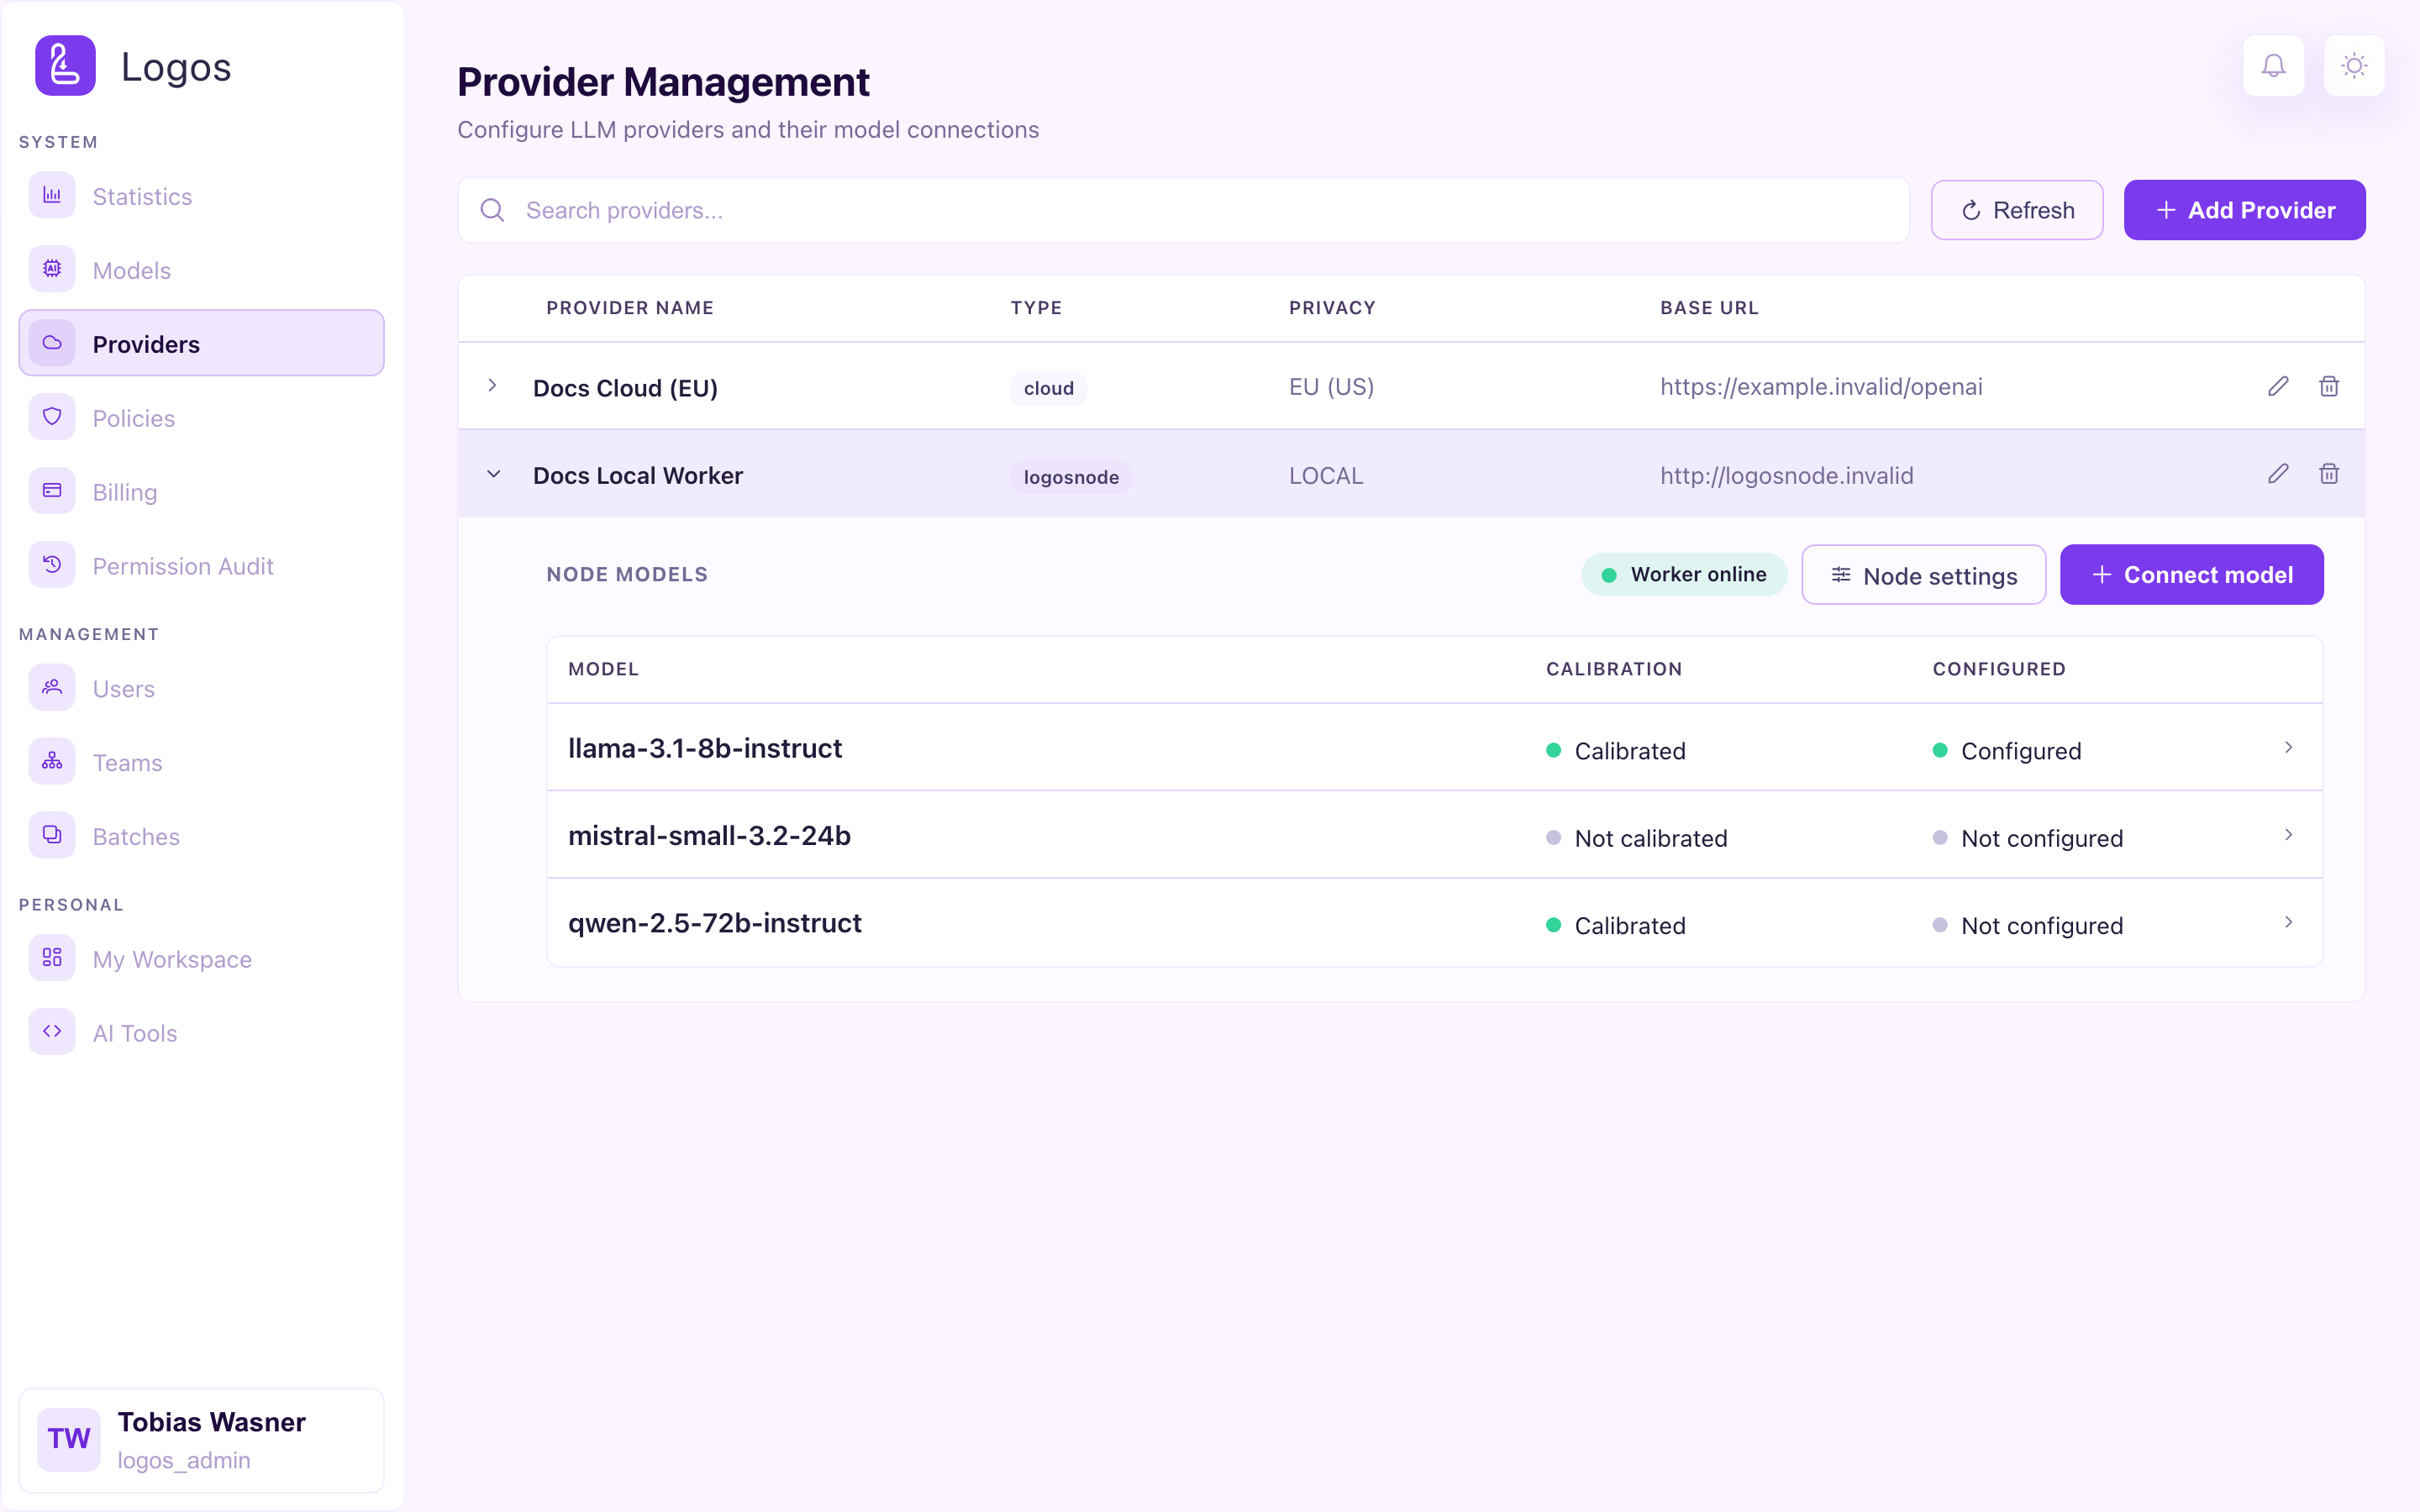 Logos
SYSTEM
Statistics
Models
Providers
Policies
Billing
Permission Audit
MANAGEMENT
Users
Teams
Batches
PERSONAL
My Workspace
AI Tools
TW
Tobias Wasner
logos_admin
Provider Management
Configure LLM providers and their model connections
Search providers...
Refresh
Add Provider
PROVIDER NAME TYPE PRIVACY BASE URL
Docs Cloud (EU) cloud EU (US) https://example.invalid/openai
Docs Local Worker logosnode LOCAL http://logosnode.invalid
NODE MODELS
Worker online
Node settings
Connect model
MODEL CALIBRATION CONFIGURED
llama-3.1-8b-instruct Calibrated Configured
mistral-small-3.2-24b Not calibrated Not configured
qwen-2.5-72b-instruct Calibrated Not configured